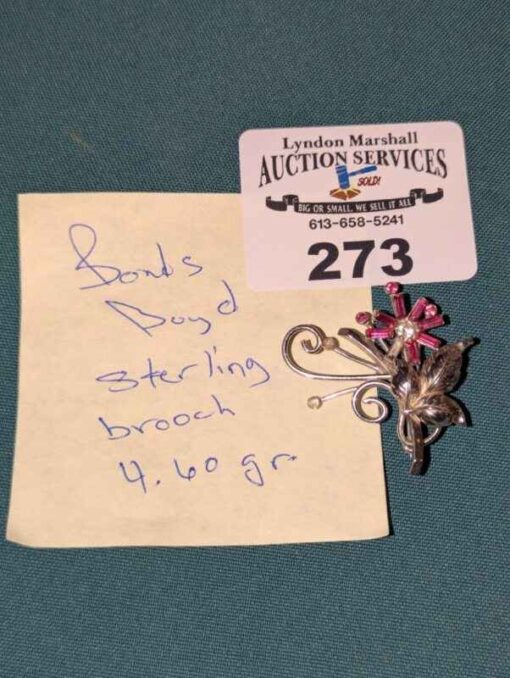 Lyndon Marshall
AUCTION SERVICES
SOLD!
BIG OR SMALL, WE SELL IT ALL
613-658-5241
273
Bonds
Boyd
sterling
brooch
4.60 gr.